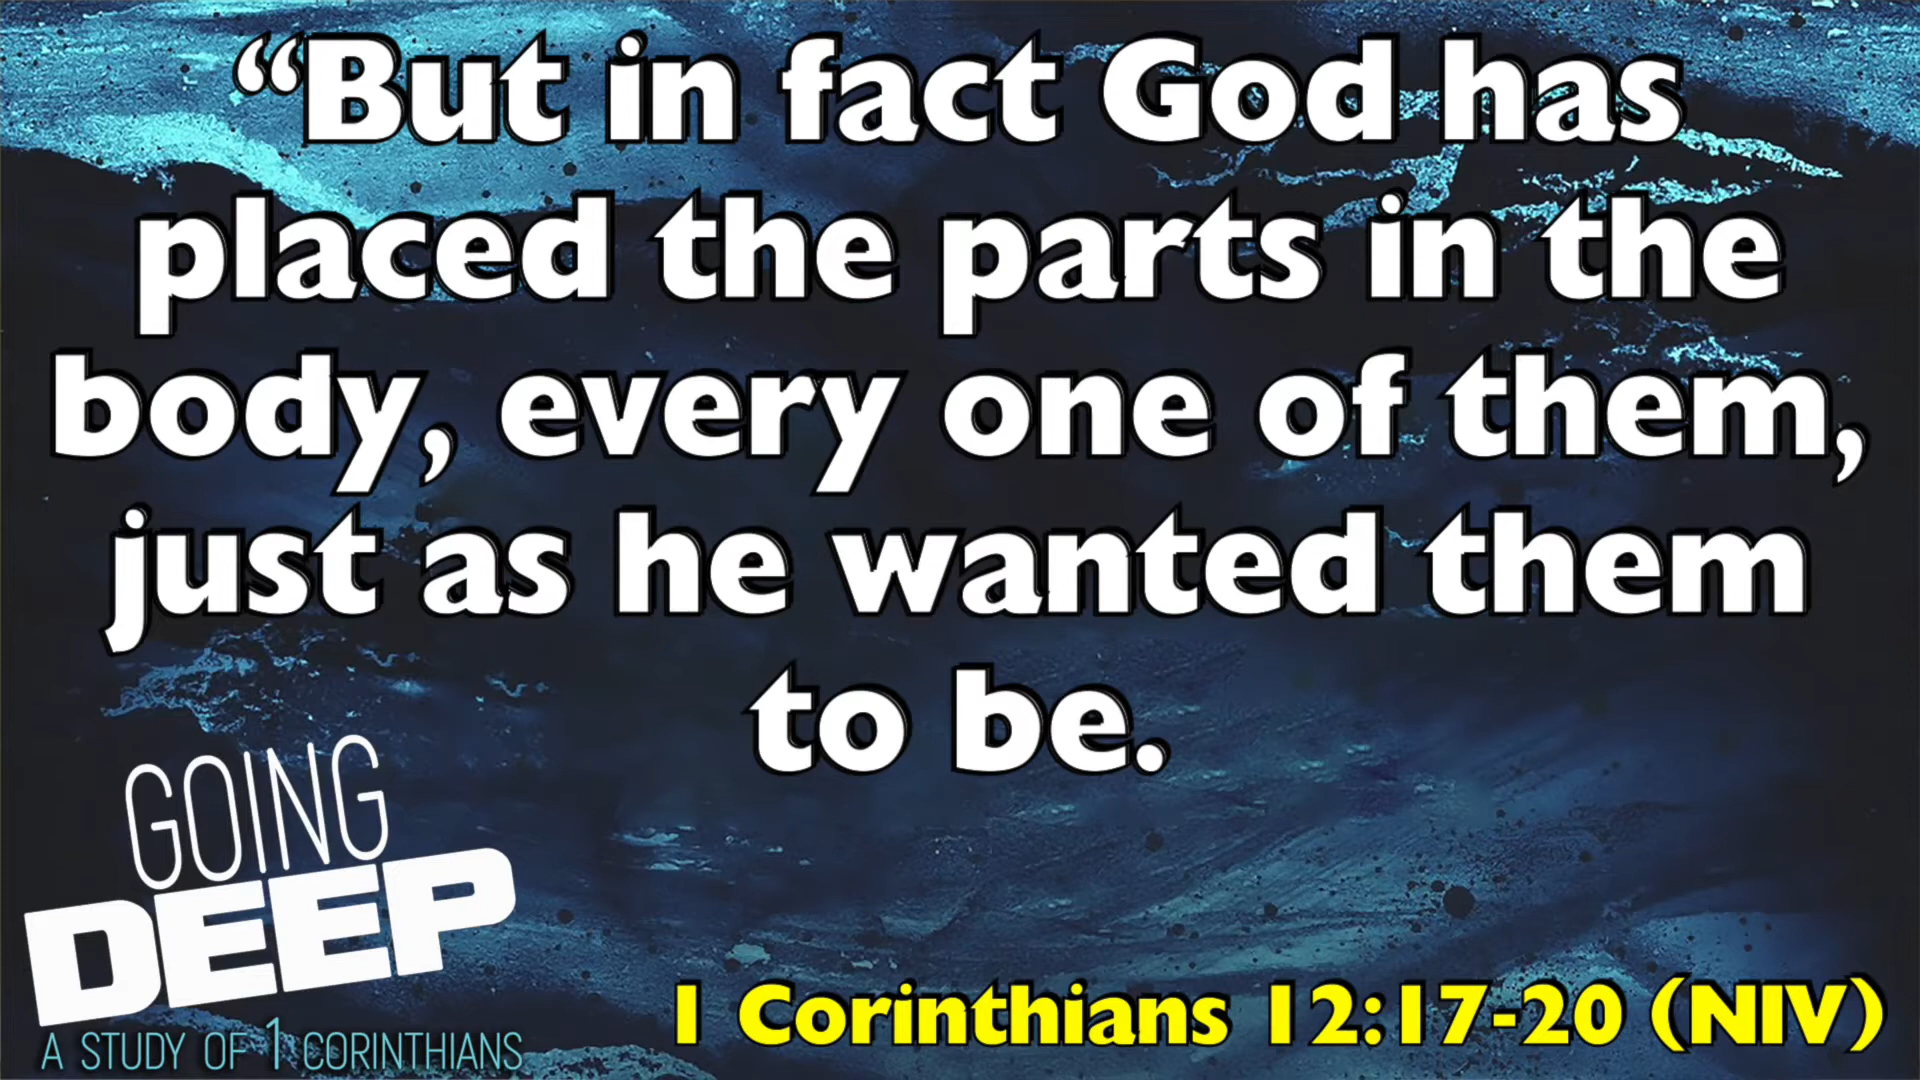 “But in fact God has
placed the parts in the
body, every one of them,
just as he wanted them
to be.
GOING
DEEP
A STUDY OF 1 CORINTHIANS
1 Corinthians 12:17-20 (NIV)